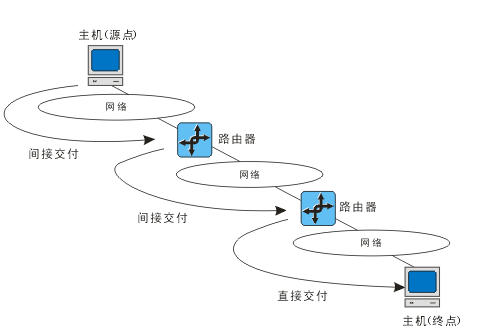 主机(源点)
网络
路由器
间接交付
网络
路由器
间接交付
网络
直接交付
主机(终点)